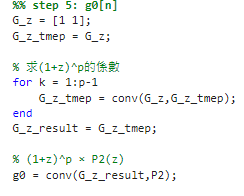 %% step 5: g0[n]
G_z = [1 1];
G_z_tmep = G_z;
% 求(1+z)^p的係數
for k = 1:p-1
    G_z_tmep = conv(G_z,G_z_tmep);
end
G_z_result = G_z_tmep;
% (1+z)^p × P2(z)
g0 = conv(G_z_result,P2);